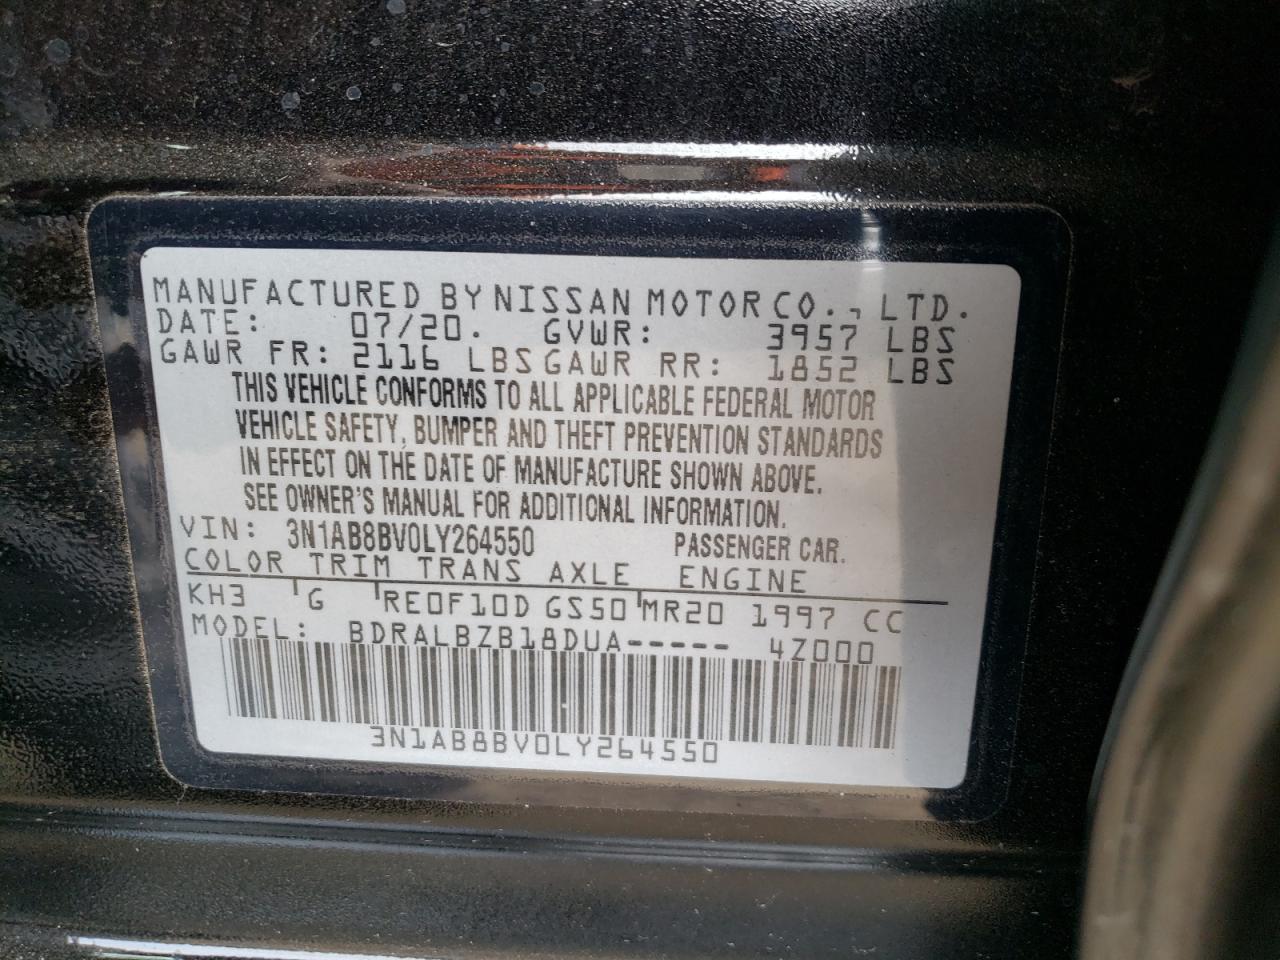 MANUFACTURED BY NISSAN MOTOR CO., LTD.
DATE: 07/20. GVWR: 3957 LBS
GAWR FR: 2116 LBS GAWR RR: 1852 LBS
THIS VEHICLE CONFORMS TO ALL APPLICABLE FEDERAL MOTOR
VEHICLE SAFETY, BUMPER AND THEFT PREVENTION STANDARDS
IN EFFECT ON THE DATE OF MANUFACTURE SHOWN ABOVE.
SEE OWNER'S MANUAL FOR ADDITIONAL INFORMATION.
VIN: 3N1AB8BV0LY264550 PASSENGER CAR.
COLOR TRIM TRANS AXLE ENGINE
KH3 G RE0F10D GS50 MR20 1997 CC
MODEL: BDRALBZB18DUA----- 4Z000
3N1AB8BV0LY264550